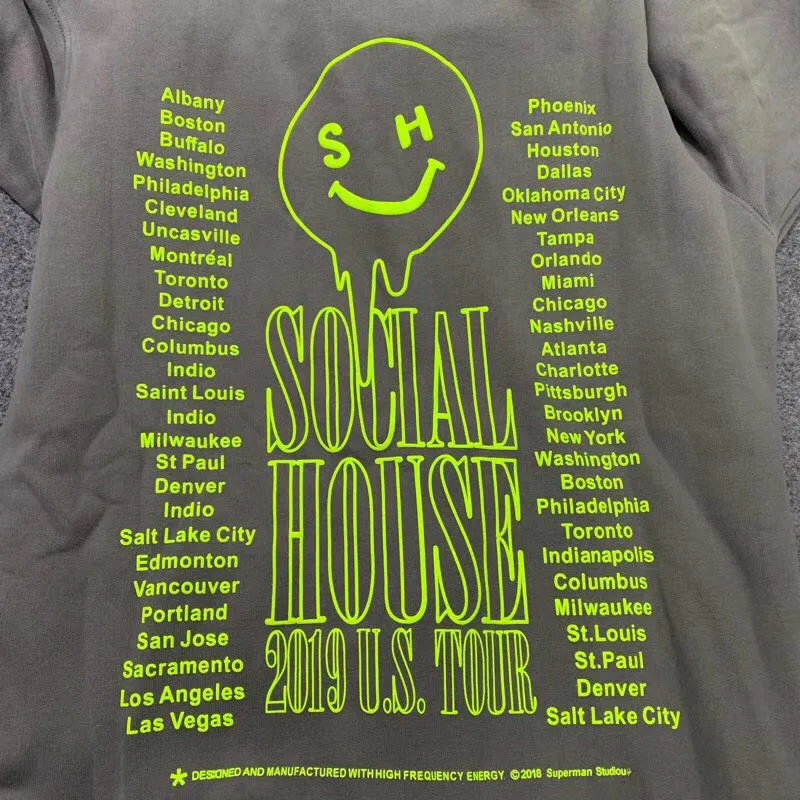 Albany
Boston
Buffalo
Washington
Philadelphia
Cleveland
Uncasville
Montréal
Toronto
Detroit
Chicago
Columbus
Indio
Saint Louis
Indio
Milwaukee
St Paul
Denver
Indio
Salt Lake City
Edmonton
Vancouver
Portland
San Jose
Sacramento
Los Angeles
Las Vegas
S H
SOCIAL
HOUSE
2019 U.S. TOUR
Phoenix
San Antonio
Houston
Dallas
Oklahoma City
New Orleans
Tampa
Orlando
Miami
Chicago
Nashville
Atlanta
Charlotte
Pittsburgh
Brooklyn
New York
Washington
Boston
Philadelphia
Toronto
Indianapolis
Columbus
Milwaukee
St.Louis
St.Paul
Denver
Salt Lake City
* DESIGNED AND MANUFACTURED WITH HIGH FREQUENCY ENERGY ©2018 Superman Studious